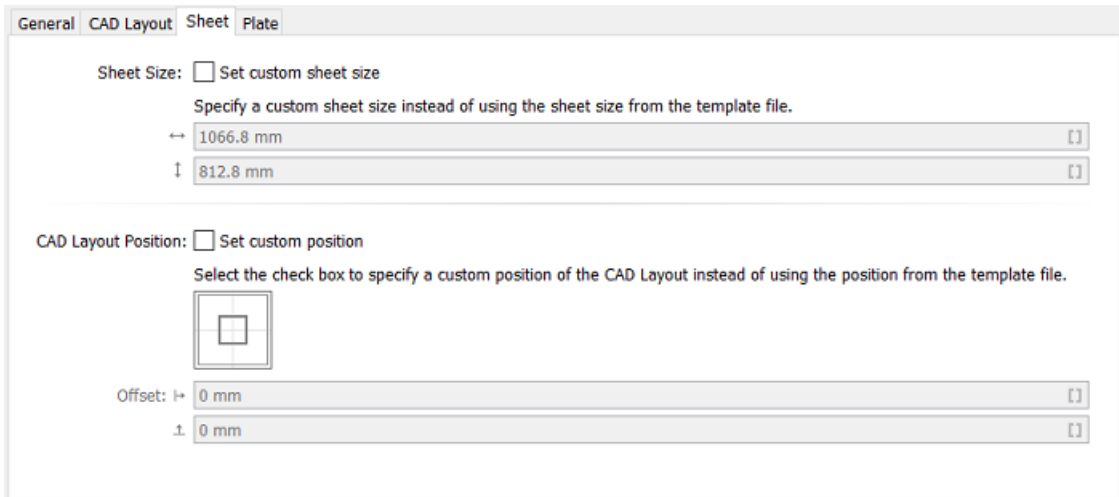 General CAD Layout Sheet Plate
Sheet Size: Set custom sheet size
Specify a custom sheet size instead of using the sheet size from the template file.
1066.8 mm []
812.8 mm []
CAD Layout Position: Set custom position
Select the check box to specify a custom position of the CAD Layout instead of using the position from the template file.
Offset: 0 mm []
0 mm []